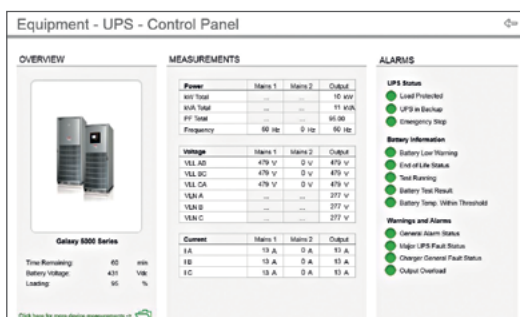 Equipment - UPS - Control Panel
OVERVIEW
Galaxy 5000 Series
Time Remaining: 60 min
Battery Voltage: 431 Vdc
Loading: 95 %
Click here for more device measurements
MEASUREMENTS
Power Mains 1 Mains 2 Output
kW Total ... ... 10 kW
kVA Total ... ... 11 kVA
PF Total ... ... 95.00
Frequency Hz 0 Hz 60 Hz
Voltage Mains 1 Mains 2 Output
VLL AB 479 V 0 V 479 V
VLL BC 479 V 0 V 479 V
VLL CA 479 V 0 V 479 V
VLN A ... ... 277 V
VLN B ... ... 277 V
VLN C ... ... 277 V
Current Mains 1 Mains 2 Output
I A 13 A 0 A 13 A
I B 13 A 0 A 13 A
I C 13 A 0 A 13 A
ALARMS
UPS Status
Load Protected
UPS in Backup
Emergency Stop
Battery Information
Battery Low Warning
End of Life Status
Test Running
Battery Test Result
Battery Temp. Within Threshold
Warnings and Alarms
General Alarm Status
Major UPS Fault Status
Charger General Fault Status
Output Overload